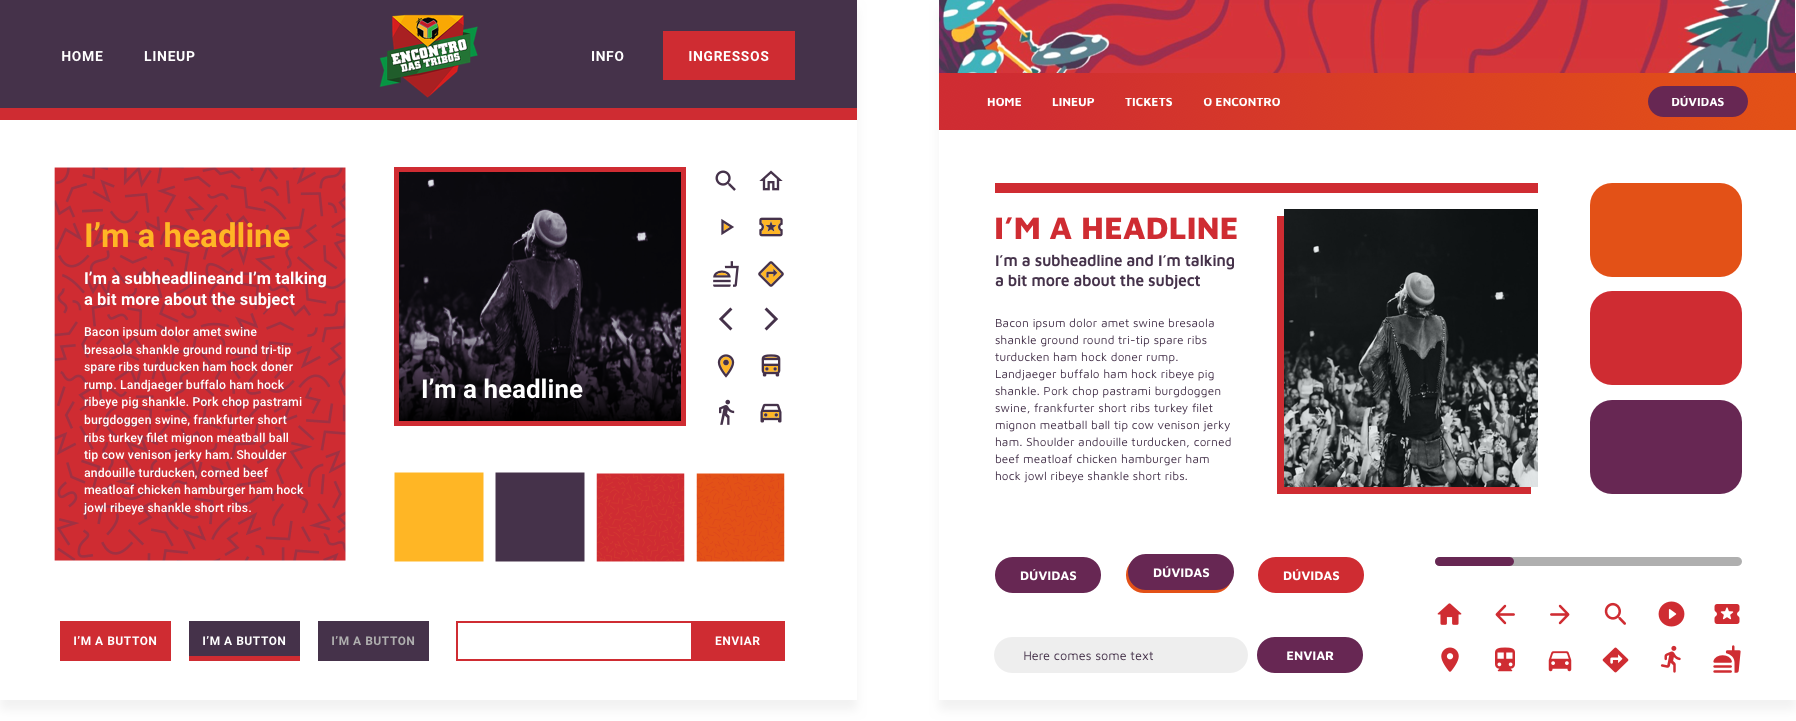 HOME
LINEUP
ENCONTRO
DAS TRIBOS
INFO
INGRESSOS
I'm a headline
I'm a subheadlineand I'm talking
a bit more about the subject
Bacon ipsum dolor amet swine
bresaola shankle ground round tri-tip
spare ribs turducken ham hock doner
rump. Landjaeger buffalo ham hock
ribeye pig shankle. Pork chop pastrami
burgdoggen swine, frankfurter short
ribs turkey filet mignon meatball ball
tip cow venison jerky ham. Shoulder
andouille turducken, corned beef
meatloaf chicken hamburger ham hock
jowl ribeye shankle short ribs.
I'm a headline
I'M A BUTTON
I'M A BUTTON
I'M A BUTTON
ENVIAR
HOME
LINEUP
TICKETS
O ENCONTRO
DÚVIDAS
I'M A HEADLINE
I'm a subheadline and I'm talking
a bit more about the subject
Bacon ipsum dolor amet swine bresaola
shankle ground round tri-tip spare ribs
turducken ham hock doner rump.
Landjaeger buffalo ham hock ribeye pig
shankle. Pork chop pastrami burgdoggen
swine, frankfurter short ribs turkey filet
mignon meatball ball tip cow venison jerky
ham. Shoulder andouille turducken, corned
beef meatloaf chicken hamburger ham
hock jowl ribeye shankle short ribs.
DÚVIDAS
DÚVIDAS
DÚVIDAS
Here comes some text
ENVIAR